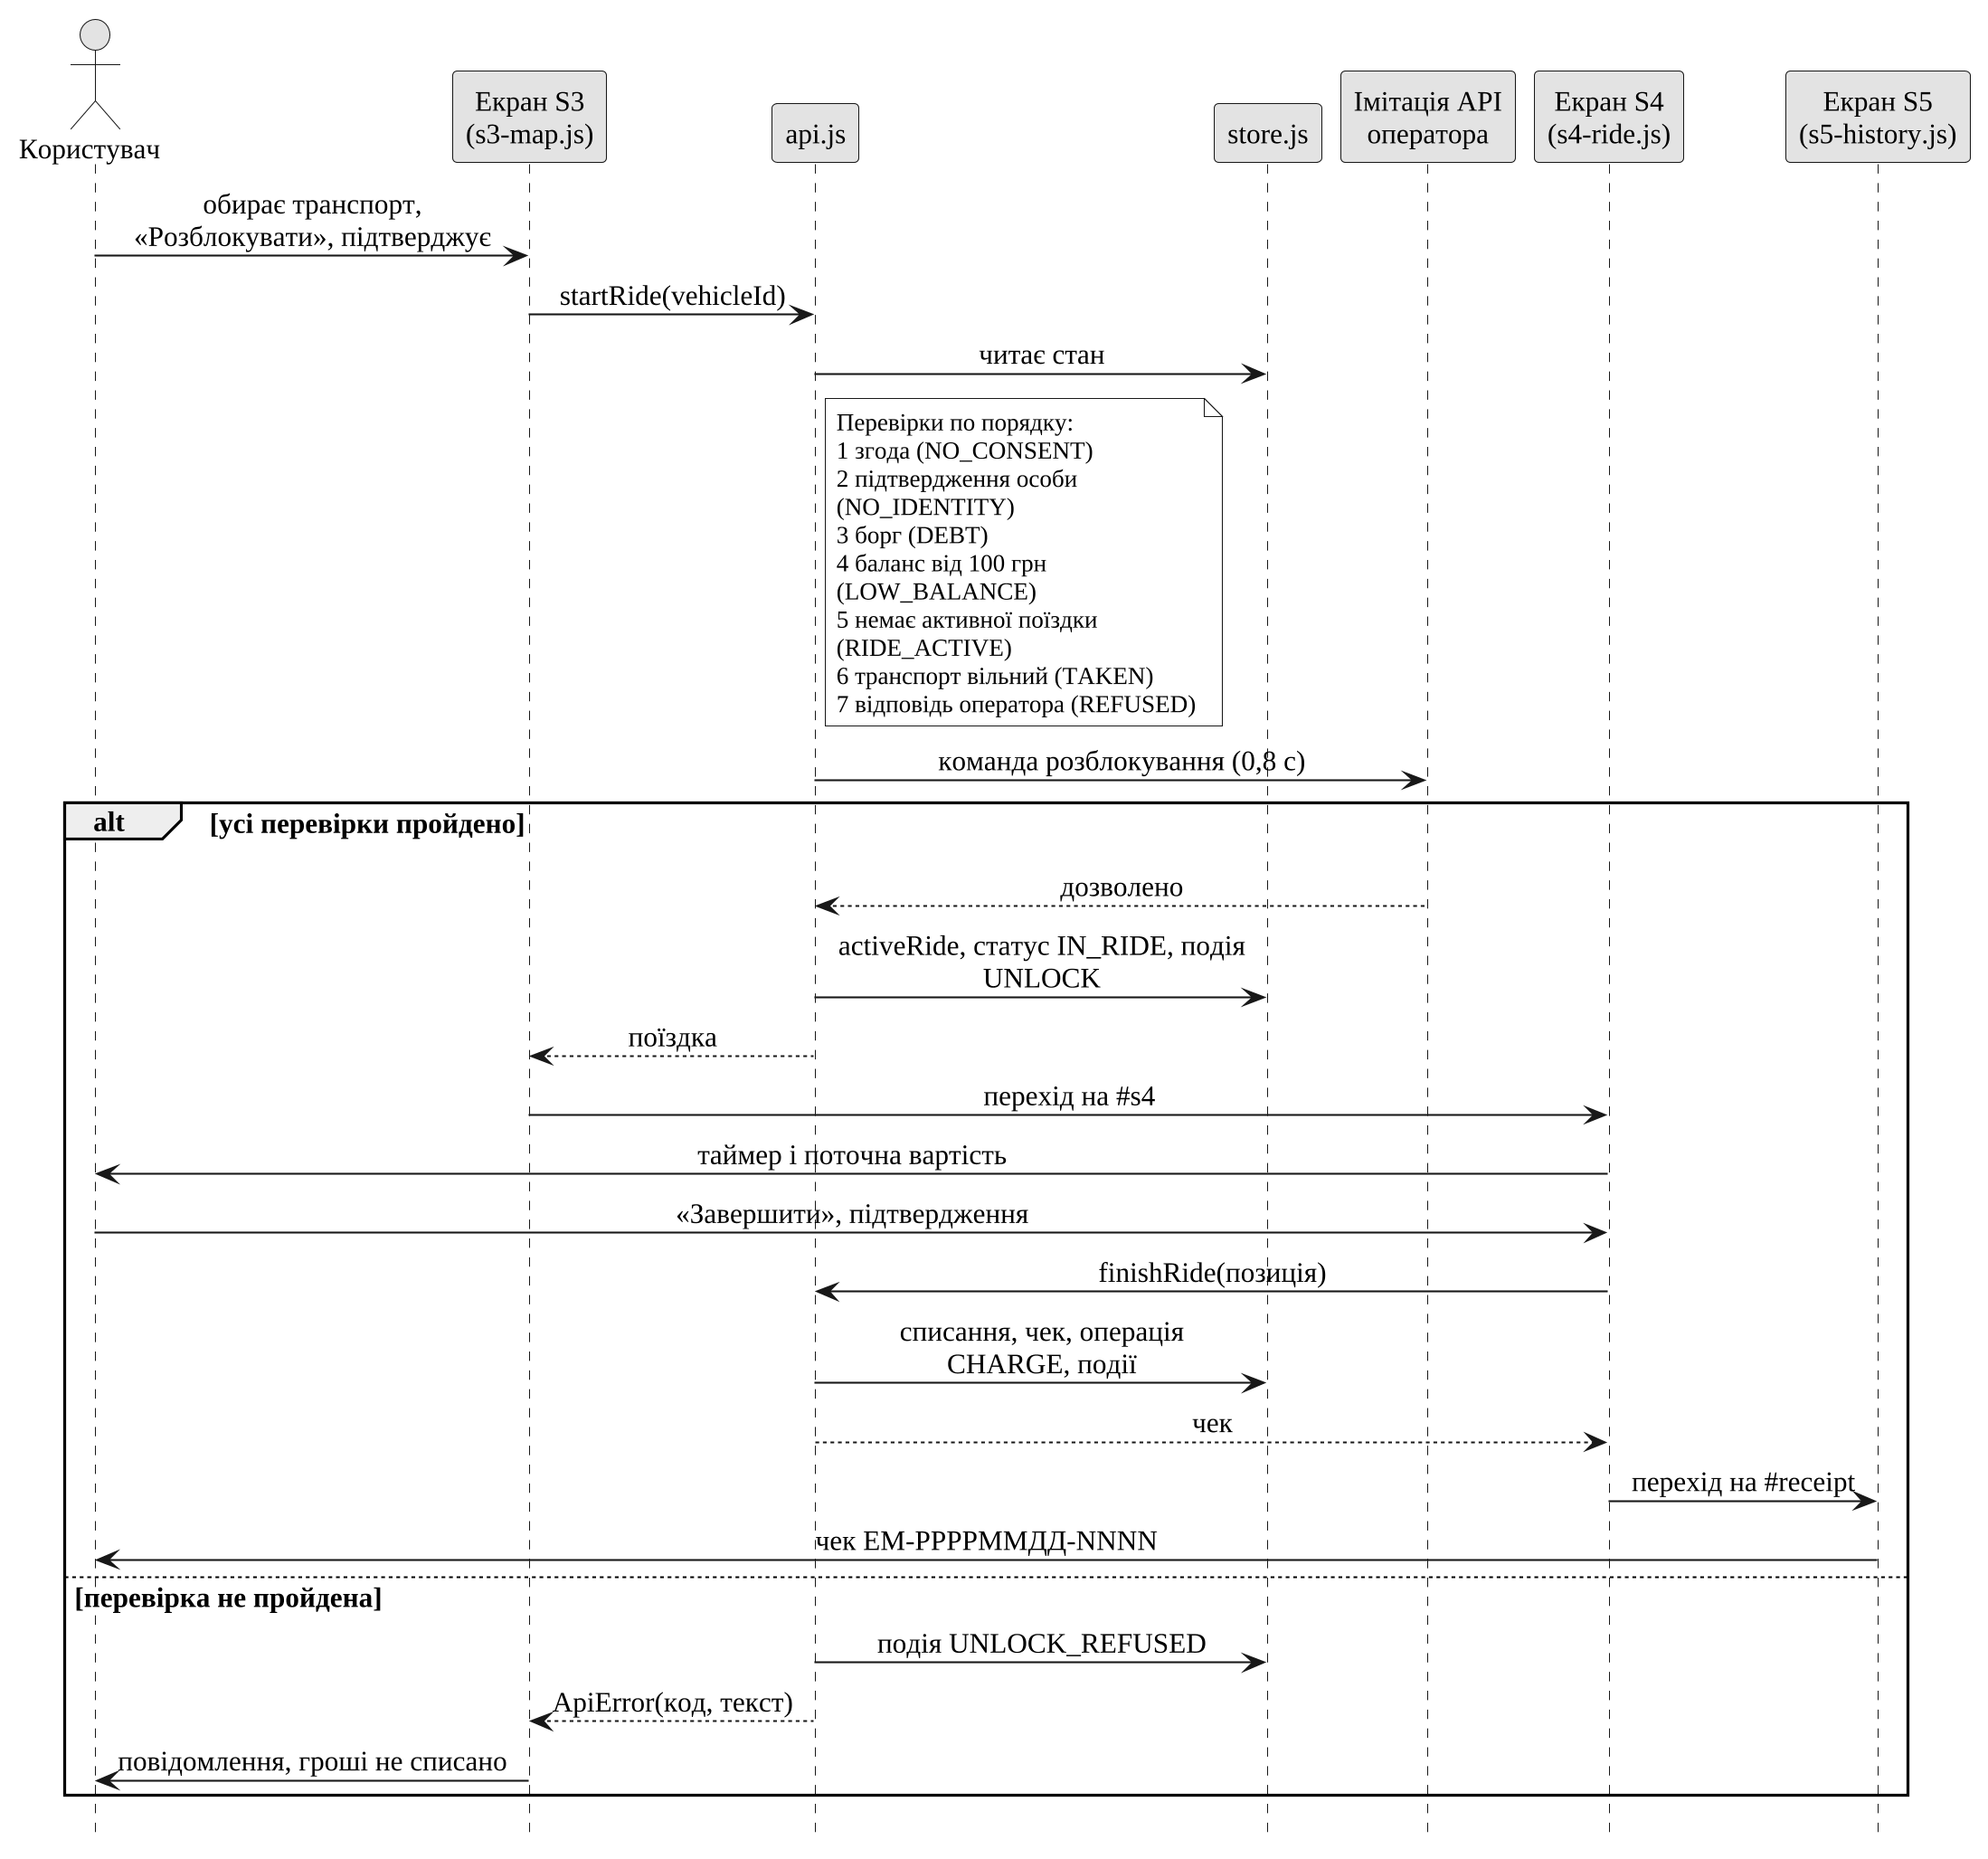 Користувач
Екран S3
(s3-map.js)
api.js
store.js
Імітація API
оператора
Екран S4
(s4-ride.js)
Екран S5
(s5-history.js)
обирає транспорт,
«Розблокувати», підтверджує
startRide(vehicleId)
читає стан
Перевірки по порядку:
1 згода (NO_CONSENT)
2 підтвердження особи
(NO_IDENTITY)
3 борг (DEBT)
4 баланс від 100 грн
(LOW_BALANCE)
5 немає активної поїздки
(RIDE_ACTIVE)
6 транспорт вільний (TAKEN)
7 відповідь оператора (REFUSED)
команда розблокування (0,8 с)
alt [усі перевірки пройдено]
дозволено
activeRide, статус IN_RIDE, подія
UNLOCK
поїздка
перехід на #s4
таймер і поточна вартість
«Завершити», підтвердження
finishRide(позиція)
списання, чек, операція
CHARGE, події
чек
перехід на #receipt
чек EM-РРРРММДД-NNNN
[перевірка не пройдена]
подія UNLOCK_REFUSED
ApiError(код, текст)
повідомлення, гроші не списано